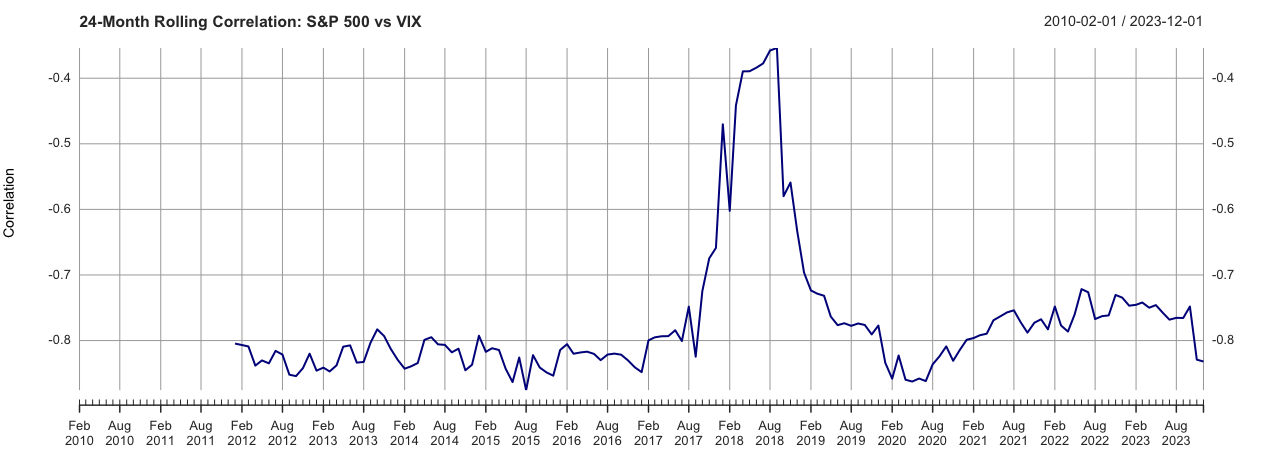 24-Month Rolling Correlation: S&P 500 vs VIX
2010-02-01 / 2023-12-01
Correlation
-0.4
-0.5
-0.6
-0.7
-0.8
-0.4
-0.5
-0.6
-0.7
-0.8
Feb Aug Feb Aug Feb Aug Feb Aug Feb Aug Feb Aug Feb Aug Feb Aug Feb Aug Feb Aug Feb Aug Feb Aug Feb Aug Feb Aug
2010 2010 2011 2011 2012 2012 2013 2013 2014 2014 2015 2015 2016 2016 2017 2017 2018 2018 2019 2019 2020 2020 2021 2021 2022 2022 2023 2023